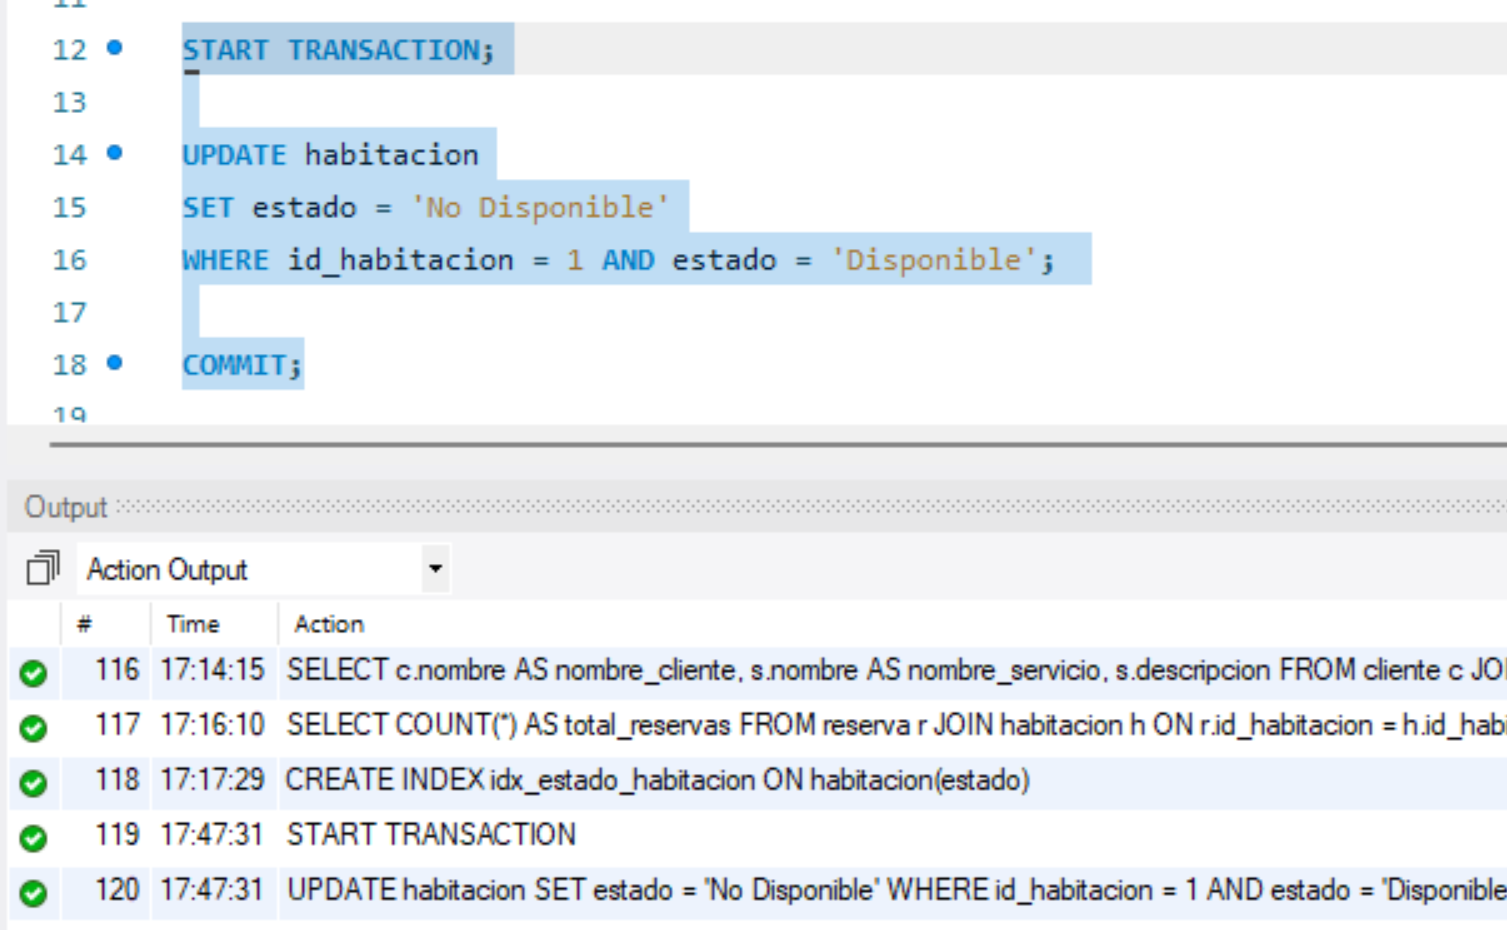 11
12 START TRANSACTION;
13
14 UPDATE habitacion
15 SET estado = 'No Disponible'
16 WHERE id_habitacion = 1 AND estado = 'Disponible';
17
18 COMMIT;
19
Output
Action Output
# Time Action
116 17:14:15 SELECT c.nombre AS nombre_cliente, s.nombre AS nombre_servicio, s.descripcion FROM cliente c JOI
117 17:16:10 SELECT COUNT(*) AS total_reservas FROM reserva r JOIN habitacion h ON r.id_habitacion = h.id_habi
118 17:17:29 CREATE INDEX idx_estado_habitacion ON habitacion(estado)
119 17:47:31 START TRANSACTION
120 17:47:31 UPDATE habitacion SET estado = 'No Disponible' WHERE id_habitacion = 1 AND estado = 'Disponible